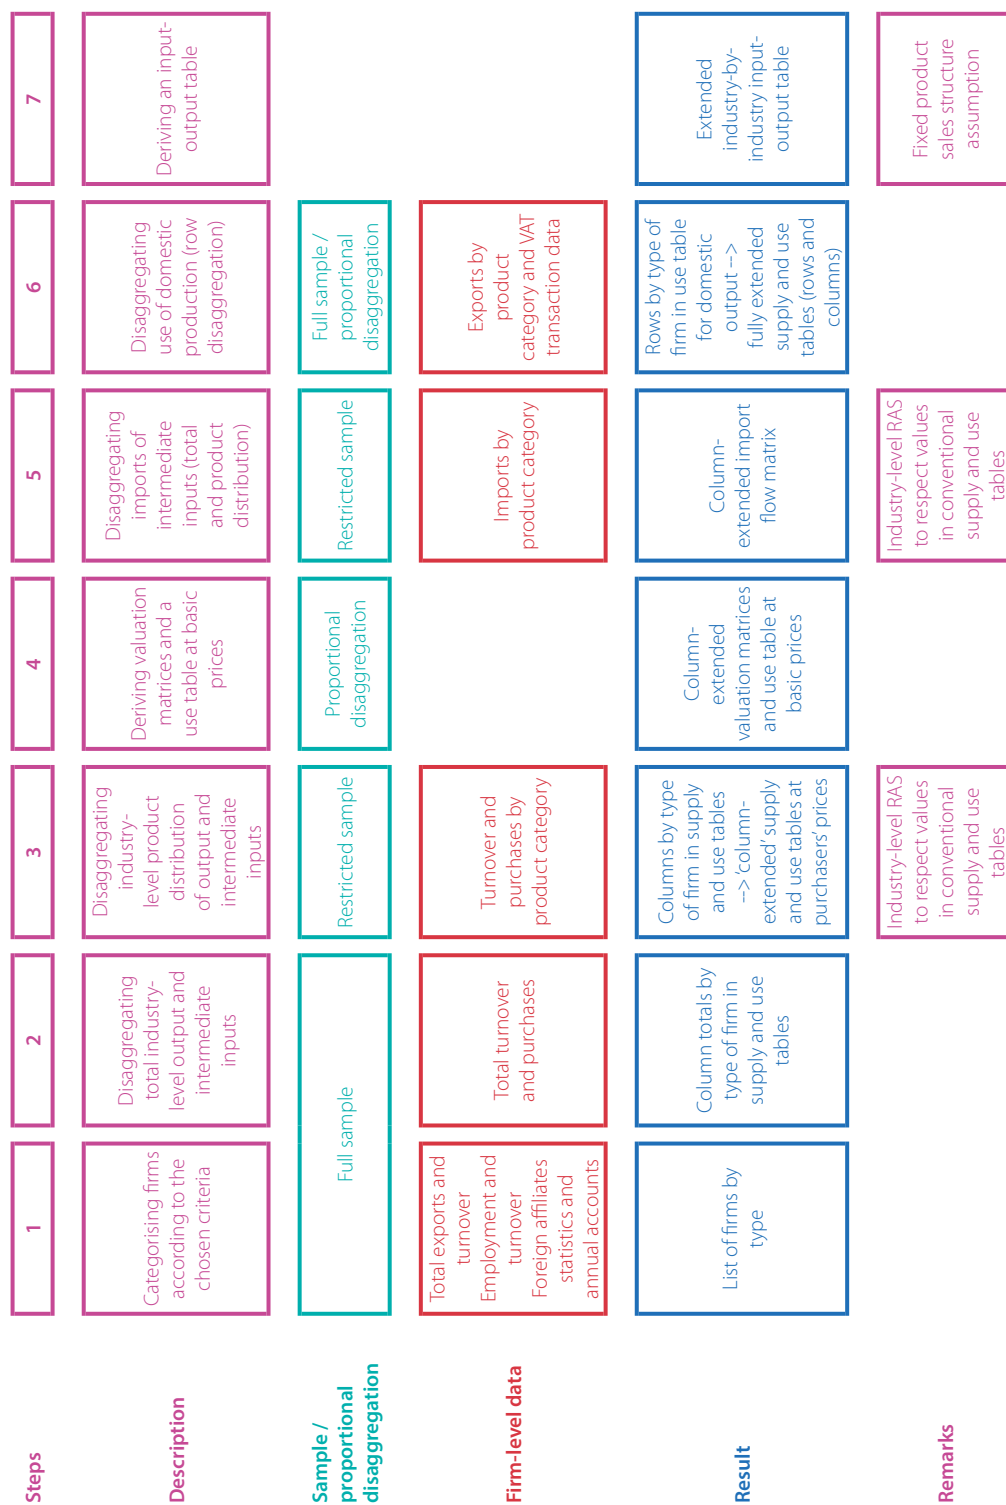 Steps
1
2
3
4
5
6
7
Description
Categorising firms
according to the
chosen criteria
Disaggregating
total industry-
level output and
intermediate
inputs
Disaggregating
industry-
level product
distribution
of output and
intermediate
inputs
Deriving valuation
matrices and a
use table at basic
prices
Disaggregating
imports of
intermediate
inputs (total
and product
distribution)
Disaggregating
use of domestic
production (row
disaggregation)
Deriving an input-
output table
Sample /
proportional
disaggregation
Full sample
Restricted sample
Proportional
disaggregation
Restricted sample
Full sample /
proportional
disaggregation
Firm-level data
Total exports and
turnover
Employment and
turnover
Foreign affiliates
statistics and
annual accounts
Total turnover
and purchases
Turnover and
purchases by
product category
Imports by
product category
Exports by
product
category and VAT
transaction data
Result
List of firms by
type
Column totals by
type of firm in
supply and use
tables
Columns by type
of firm in supply
and use tables
--> ‘column-
extended’ supply
and use tables at
purchasers’ prices
Column-
extended
valuation matrices
and use table at
basic prices
Column-
extended import
flow matrix
Rows by type of
firm in use table
for domestic
output -->
fully extended
supply and use
tables (rows and
columns)
Extended
industry-by-
industry input-
output table
Remarks
Industry-level RAS
to respect values
in conventional
supply and use
tables
Industry-level RAS
to respect values
in conventional
supply and use
tables
Fixed product
sales structure
assumption